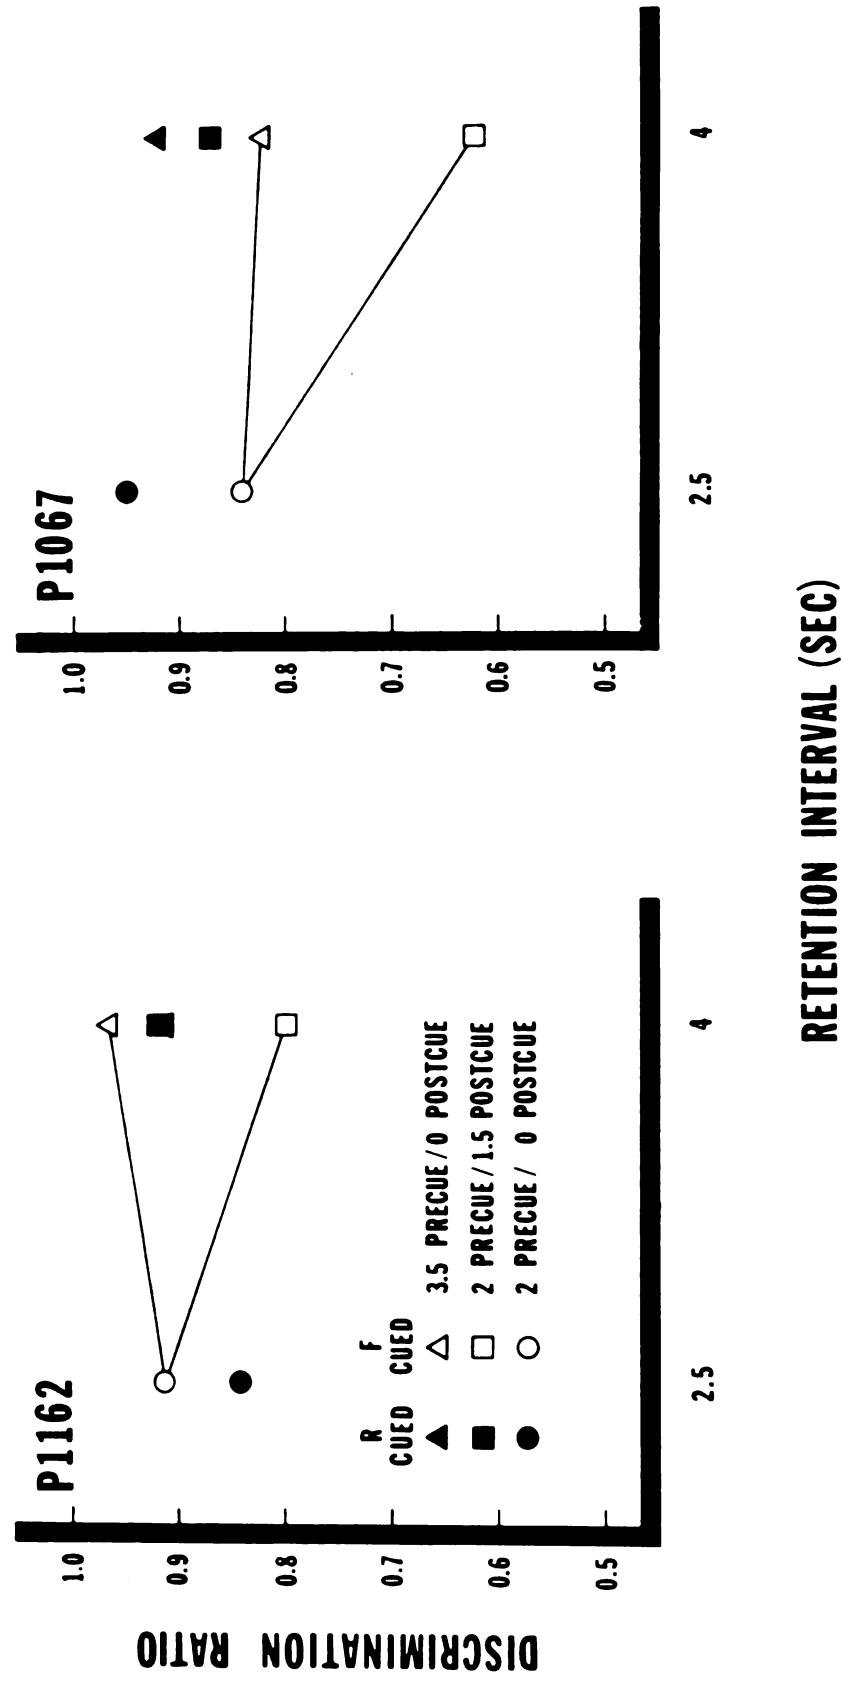 P1162
P1067
DISCRIMINATION RATIO
1.0
0.9
0.8
0.7
0.6
0.5
R CUED
F CUED
3.5 PRECUE/0 POSTCUE
2 PRECUE/1.5 POSTCUE
2 PRECUE/ 0 POSTCUE
2.5
4
1.0
0.9
0.8
0.7
0.6
0.5
2.5
4
RETENTION INTERVAL (SEC)